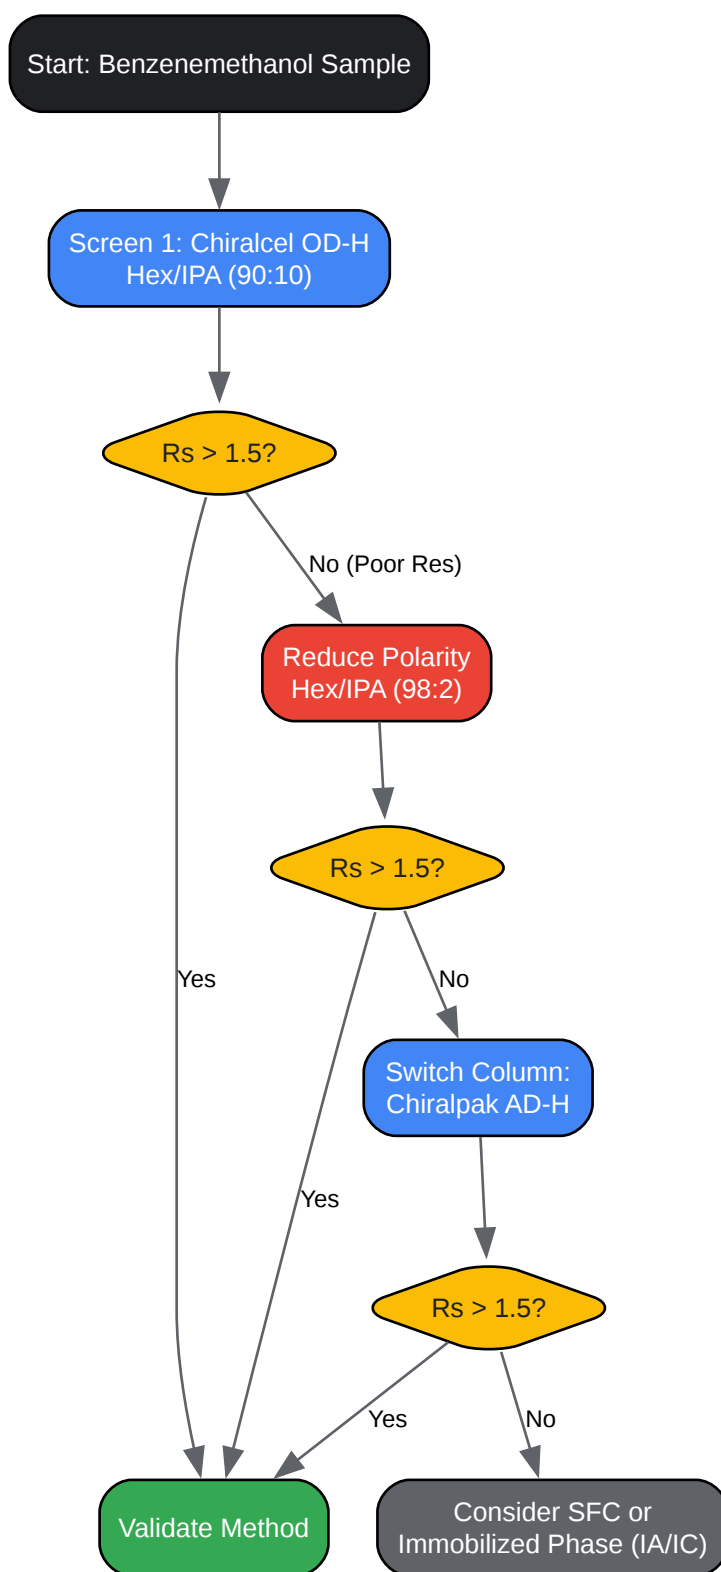 Start: Benzenemethanol Sample
Screen 1: Chiralcel OD-H
Hex/IPA (90:10)
Rs > 1.5?
No (Poor Res)
Reduce Polarity
Hex/IPA (98:2)
Rs > 1.5?
Yes
No
Switch Column:
Chiralpak AD-H
Yes
Rs > 1.5?
Yes
No
Validate Method
Consider SFC or
Immobilized Phase (IA/IC)